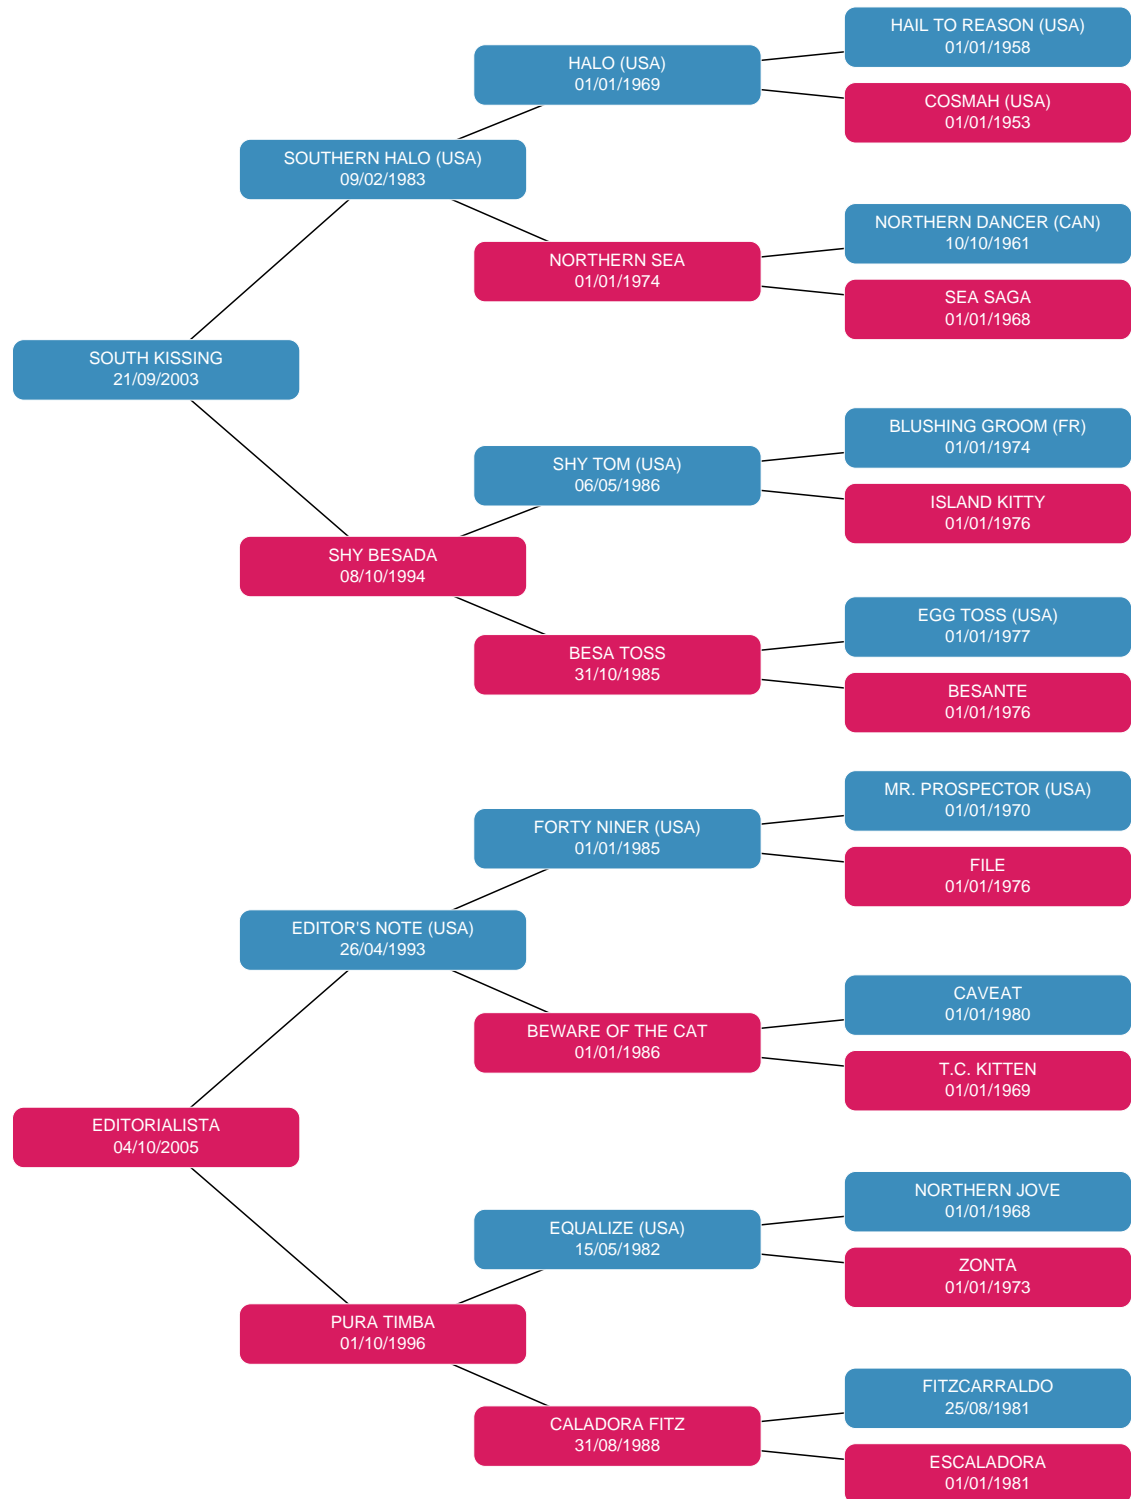 HAIL TO REASON (USA)
01/01/1958
HALO (USA)
01/01/1969
COSMAH (USA)
01/01/1953
SOUTHERN HALO (USA)
09/02/1983
NORTHERN DANCER (CAN)
10/10/1961
NORTHERN SEA
01/01/1974
SEA SAGA
01/01/1968
SOUTH KISSING
21/09/2003
BLUSHING GROOM (FR)
01/01/1974
SHY TOM (USA)
06/05/1986
ISLAND KITTY
01/01/1976
SHY BESADA
08/10/1994
EGG TOSS (USA)
01/01/1977
BESA TOSS
31/10/1985
BESANTE
01/01/1976
MR. PROSPECTOR (USA)
01/01/1970
FORTY NINER (USA)
01/01/1985
FILE
01/01/1976
EDITOR'S NOTE (USA)
26/04/1993
CAVEAT
01/01/1980
BEWARE OF THE CAT
01/01/1986
T.C. KITTEN
01/01/1969
EDITORIALISTA
04/10/2005
NORTHERN JOVE
01/01/1968
EQUALIZE (USA)
15/05/1982
ZONTA
01/01/1973
PURA TIMBA
01/10/1996
FITZCARRALDO
25/08/1981
CALADORA FITZ
31/08/1988
ESCALADORA
01/01/1981